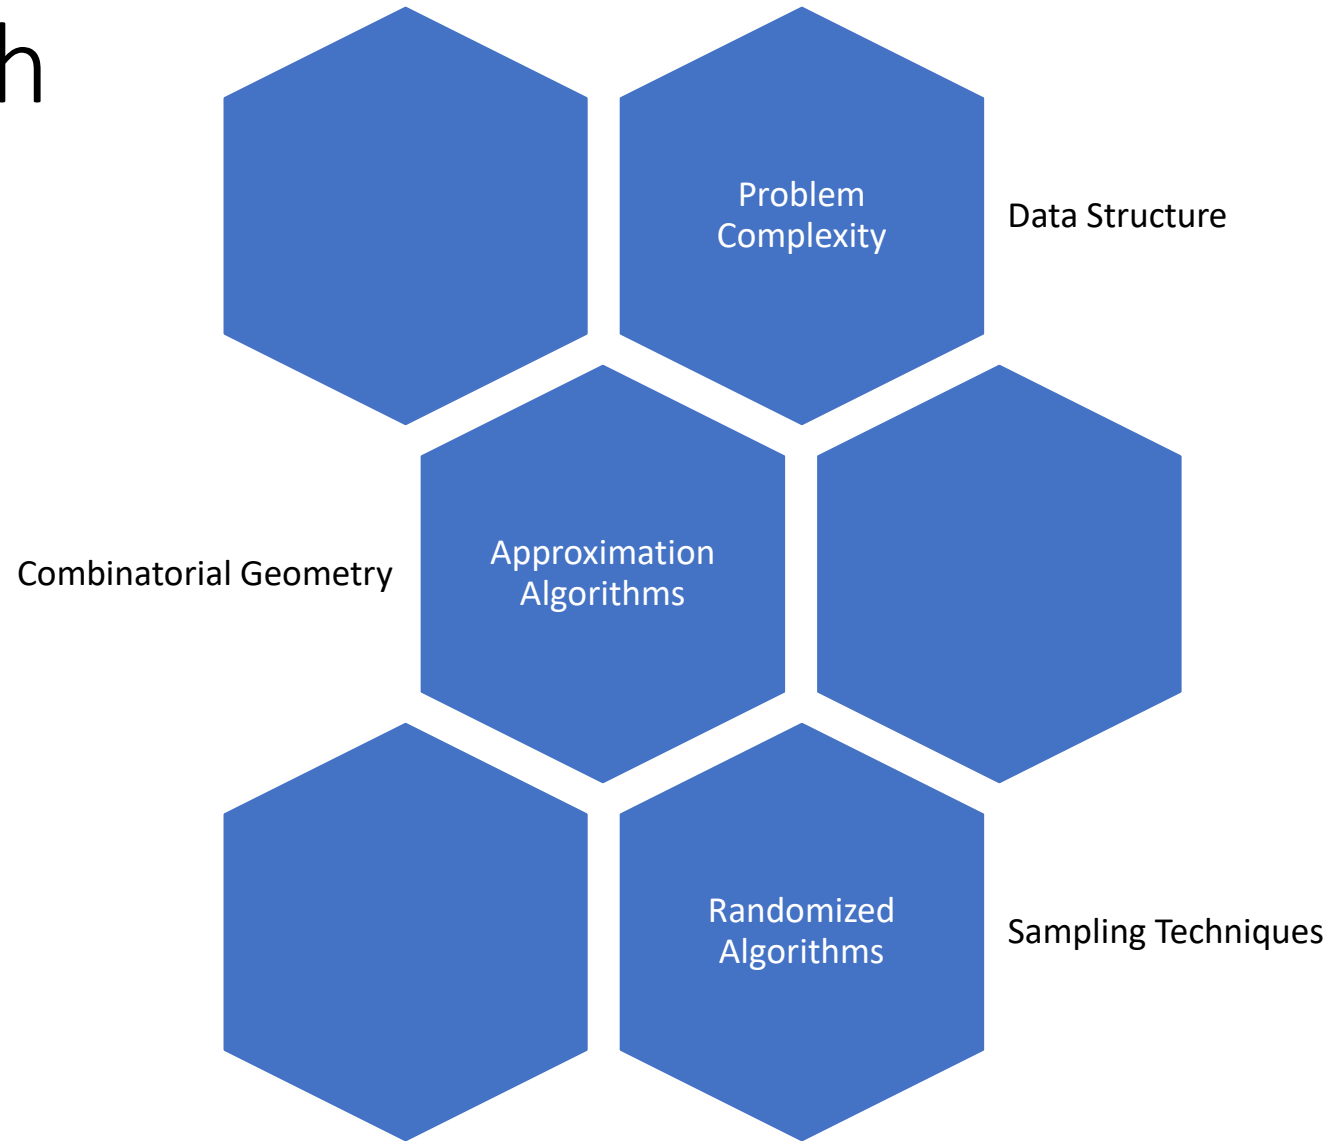 h
Problem
Complexity
Data Structure
Combinatorial Geometry
Approximation
Algorithms
Randomized
Algorithms
Sampling Techniques